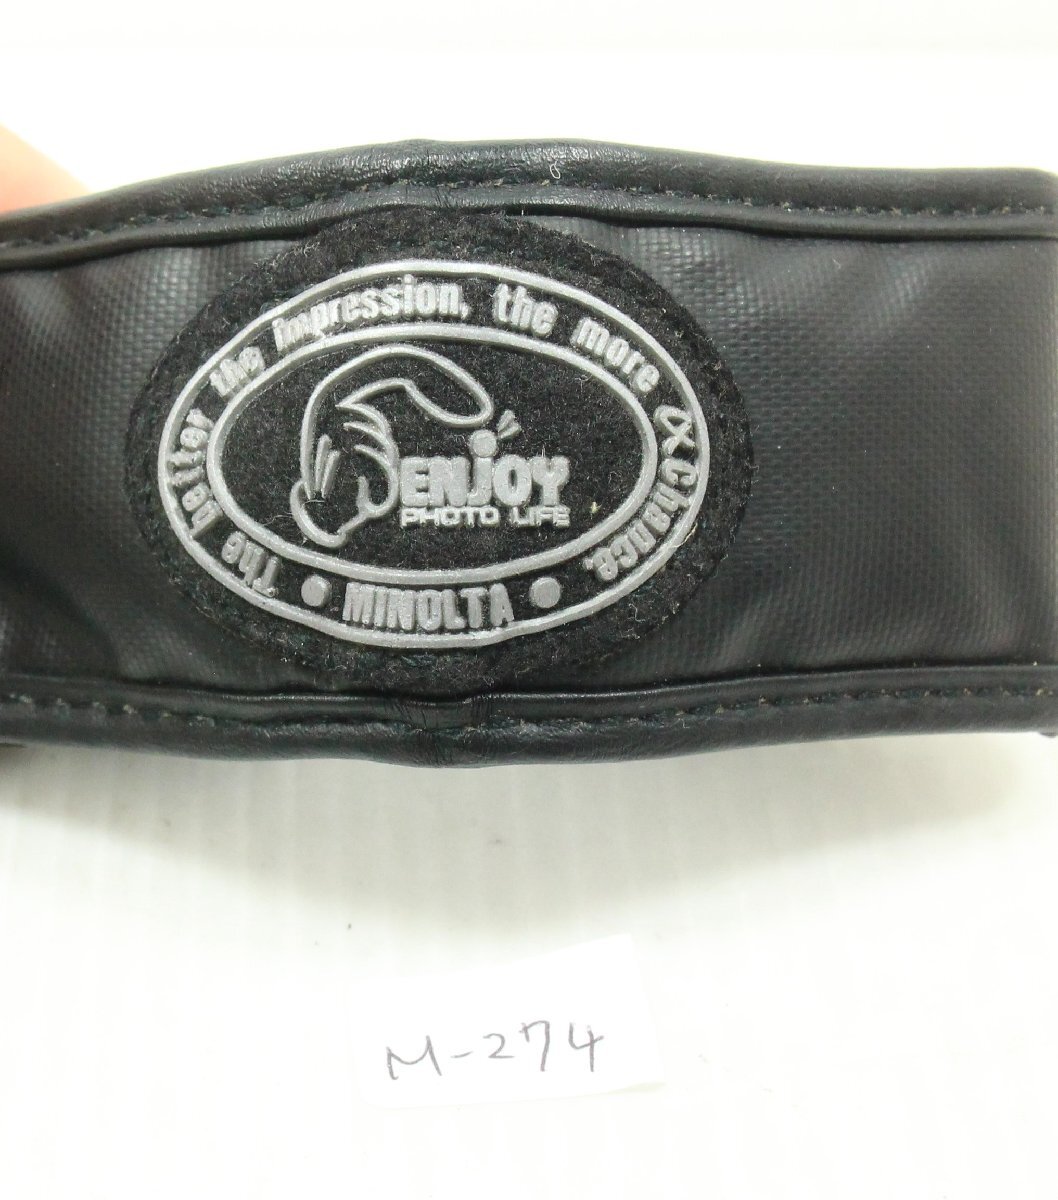 The better the impression, the more α Chance.
ENJOY
PHOTO LIFE
• MINOLTA •
M-274